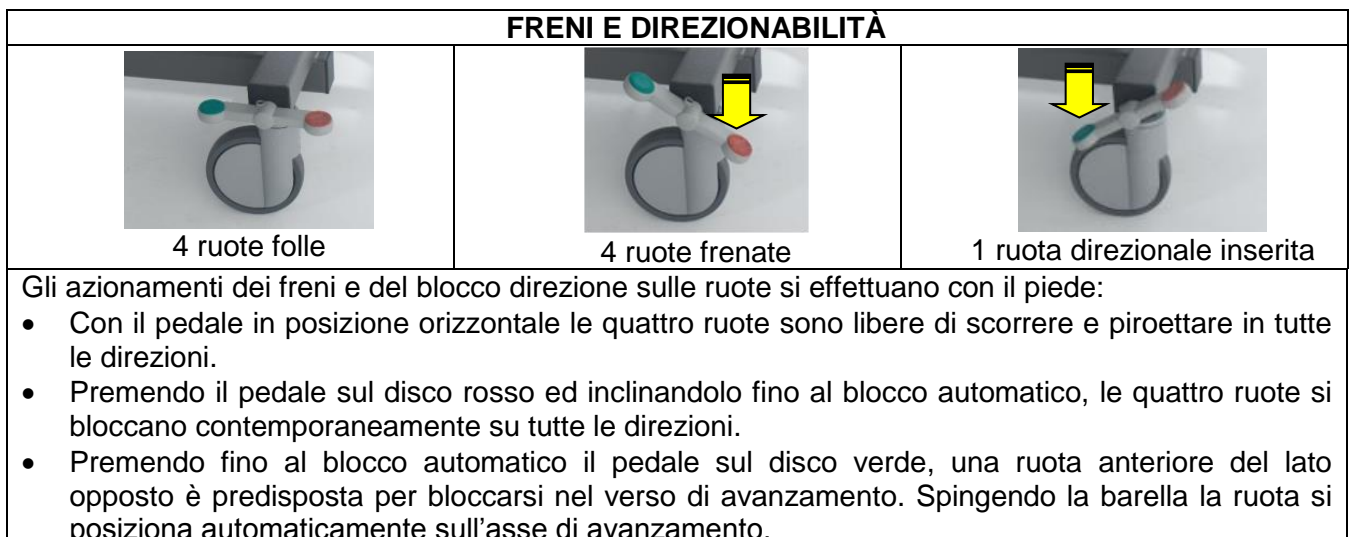 FRENI E DIREZIONABILITÀ
4 ruote folle
4 ruote frenate
1 ruota direzionale inserita
Gli azionamenti dei freni e del blocco direzione sulle ruote si effettuano con il piede:
• Con il pedale in posizione orizzontale le quattro ruote sono libere di scorrere e piroettare in tutte
le direzioni.
• Premendo il pedale sul disco rosso ed inclinandolo fino al blocco automatico, le quattro ruote si
bloccano contemporaneamente su tutte le direzioni.
• Premendo fino al blocco automatico il pedale sul disco verde, una ruota anteriore del lato
opposto è predisposta per bloccarsi nel verso di avanzamento. Spingendo la barella la ruota si
posiziona automaticamente sull'asse di avanzamento.